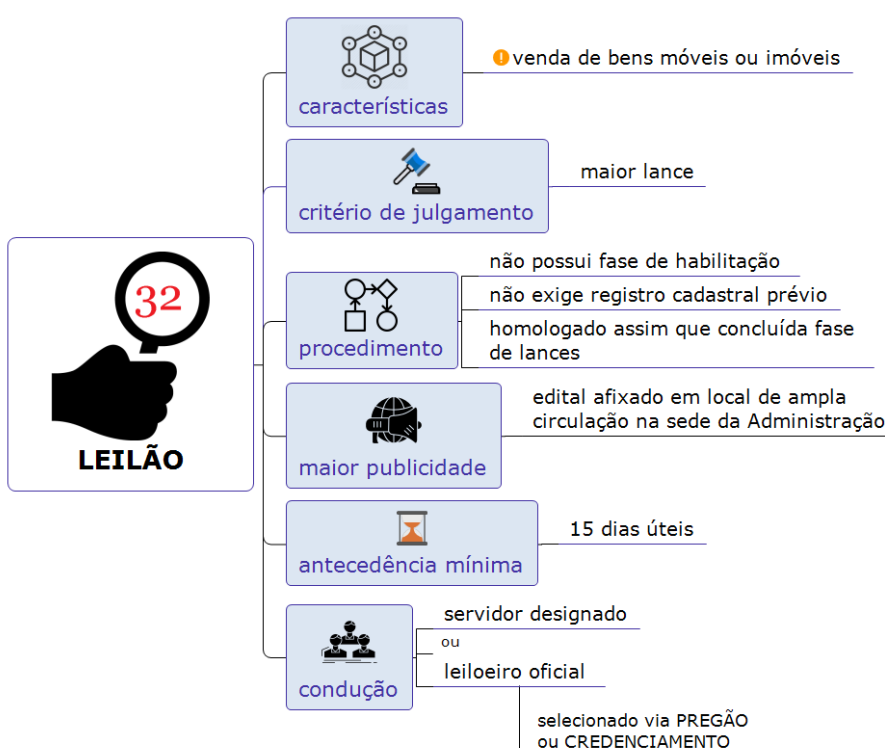 32
LEILÃO
características
venda de bens móveis ou imóveis
critério de julgamento
maior lance
procedimento
não possui fase de habilitação
não exige registro cadastral prévio
homologado assim que concluída fase
de lances
maior publicidade
edital afixado em local de ampla
circulação na sede da Administração
antecedência mínima
15 dias úteis
condução
servidor designado
ou
leiloeiro oficial
selecionado via PREGÃO
ou CREDENCIAMENTO